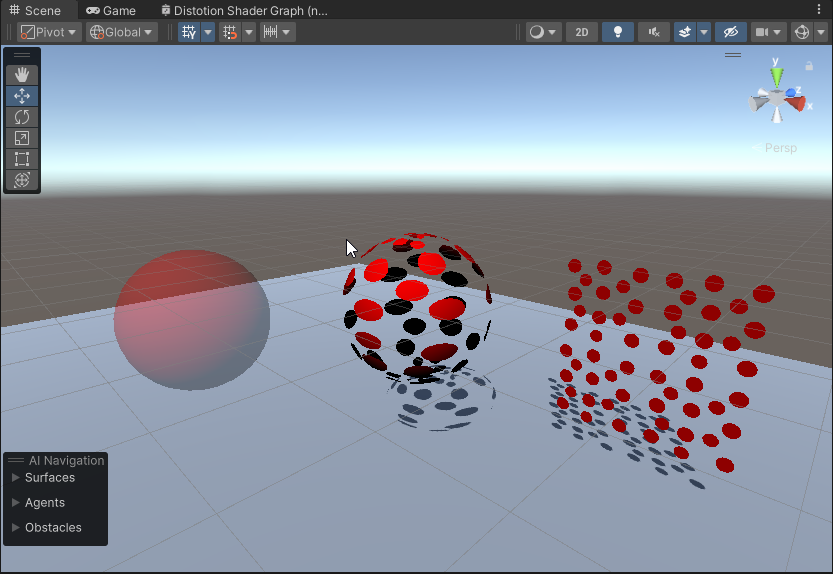 Scene Game Distotion Shader Graph (n...
Pivot Global 2D
y
z
x
Persp
AI Navigation
Surfaces
Agents
Obstacles